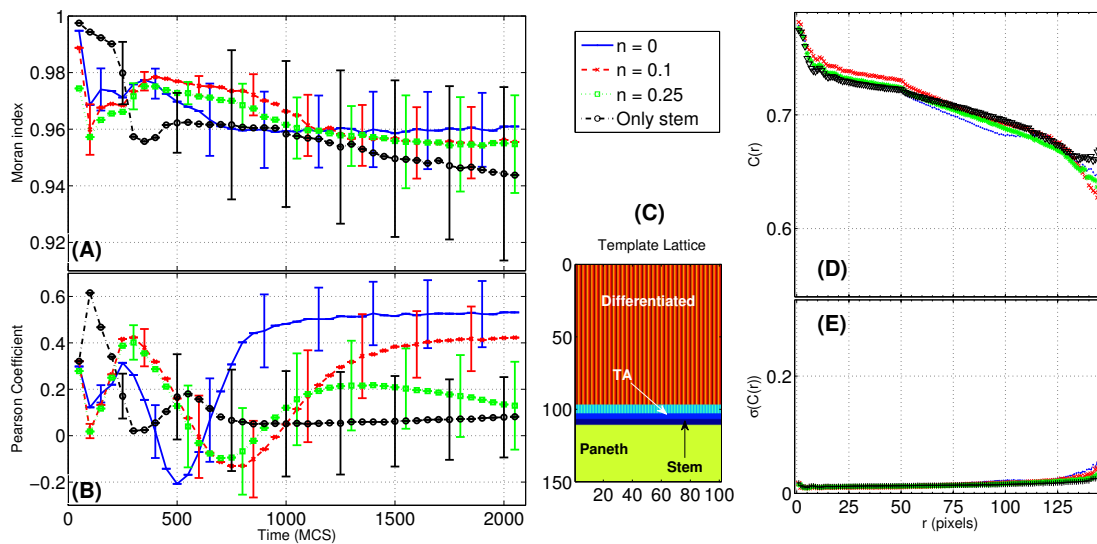 1
0.98
0.96
0.94
0.92
Moran index
(A)
0.6
0.4
0.2
0
−0.2
Pearson Coefficient
(B)
0
500
1000
1500
2000
Time (MCS)
n = 0
n = 0.1
n = 0.25
Only stem
(C)
Template Lattice
0
50
100
150
20
40
60
80
100
Differentiated
TA
Paneth
Stem
0.7
0.6
C(r)
(D)
(E)
0.2
0
σ(C(r))
0
25
50
75
100
125
r (pixels)